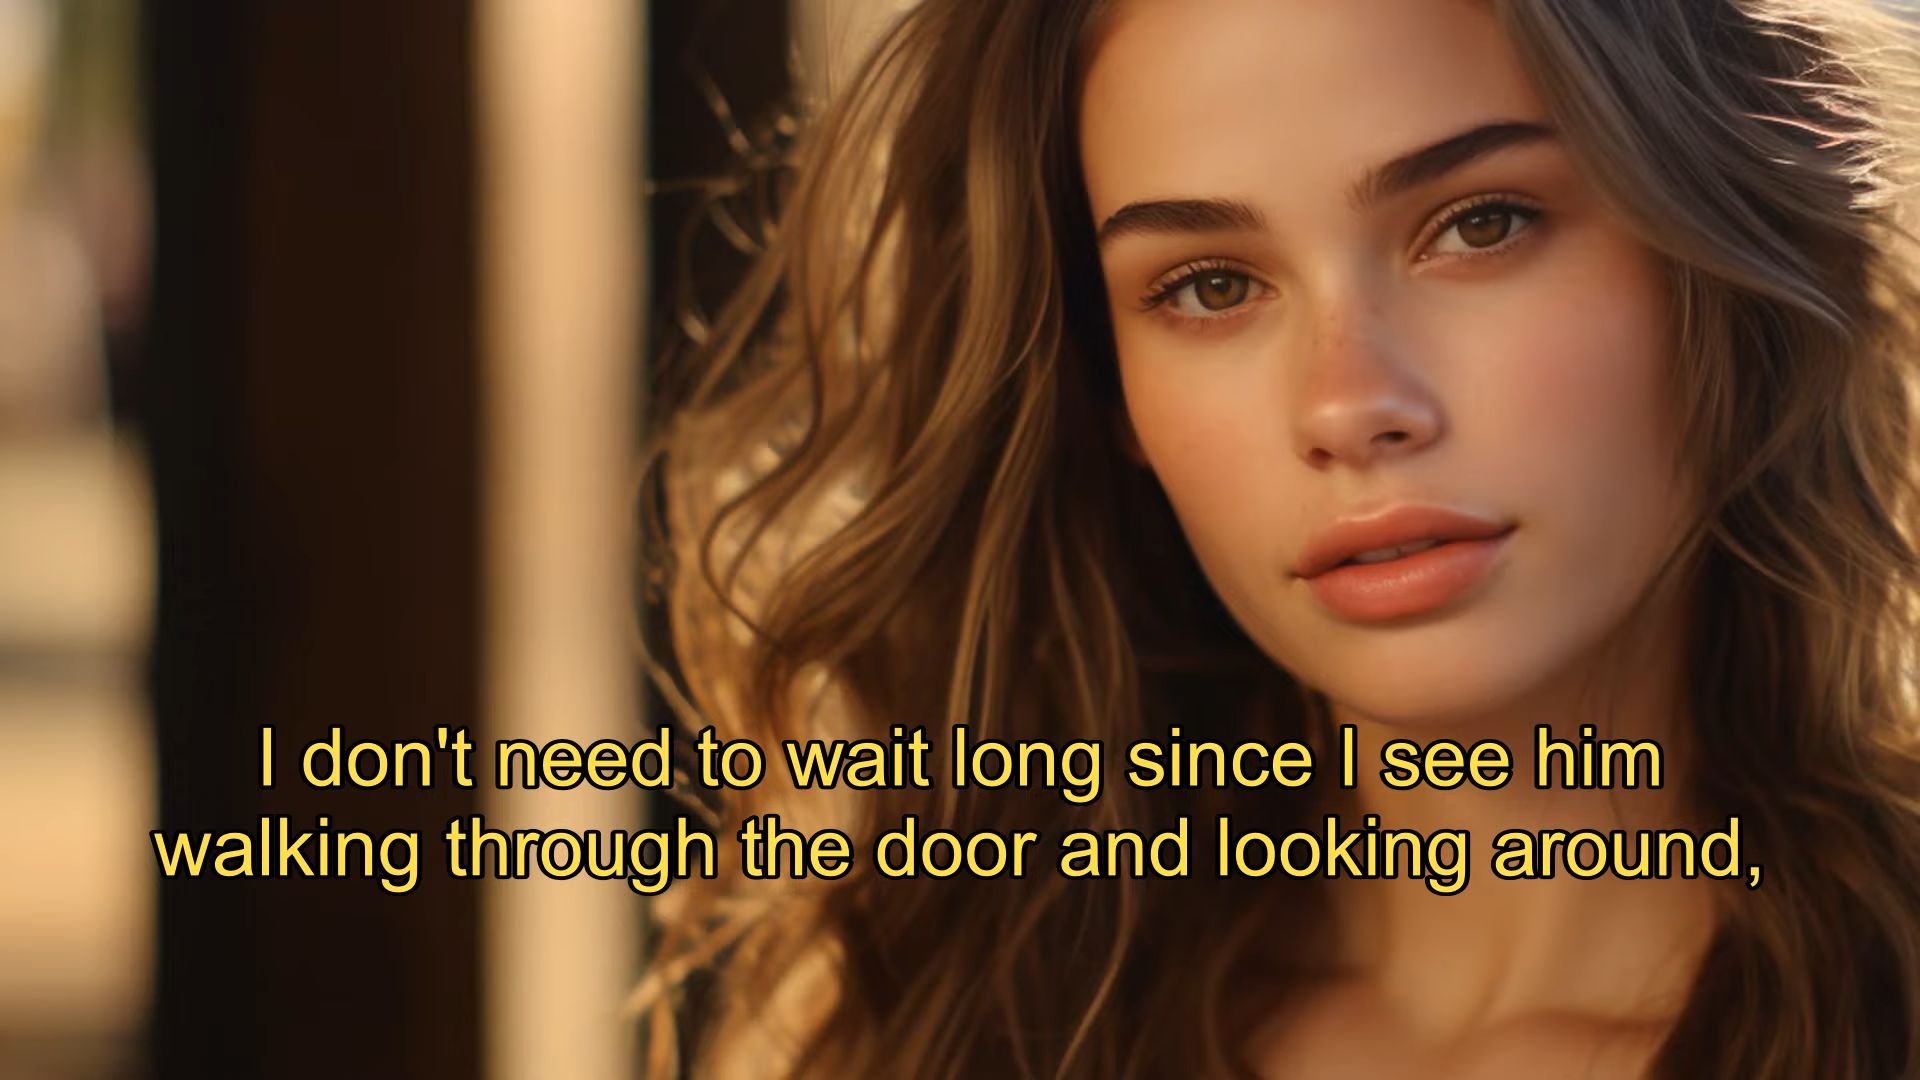 I don't need to wait long since I see him
walking through the door and looking around,